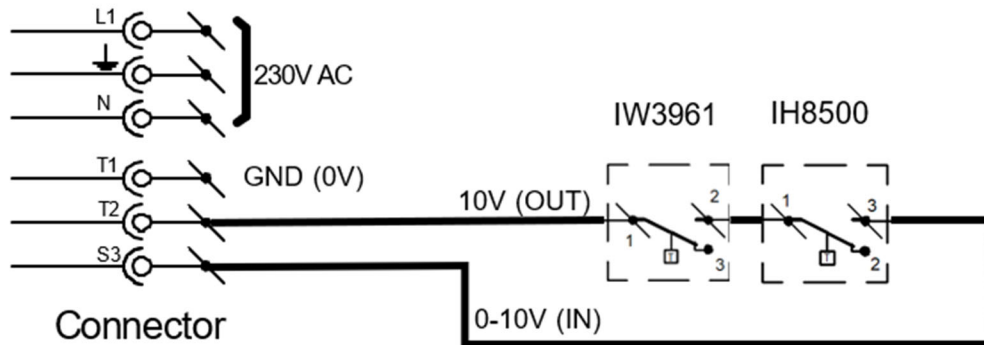 L1
230V AC
N
IW3961 IH8500
T1
GND (0V)
T2
10V (OUT)
2
1
T
3
1
3
T
2
S3
0-10V (IN)
Connector